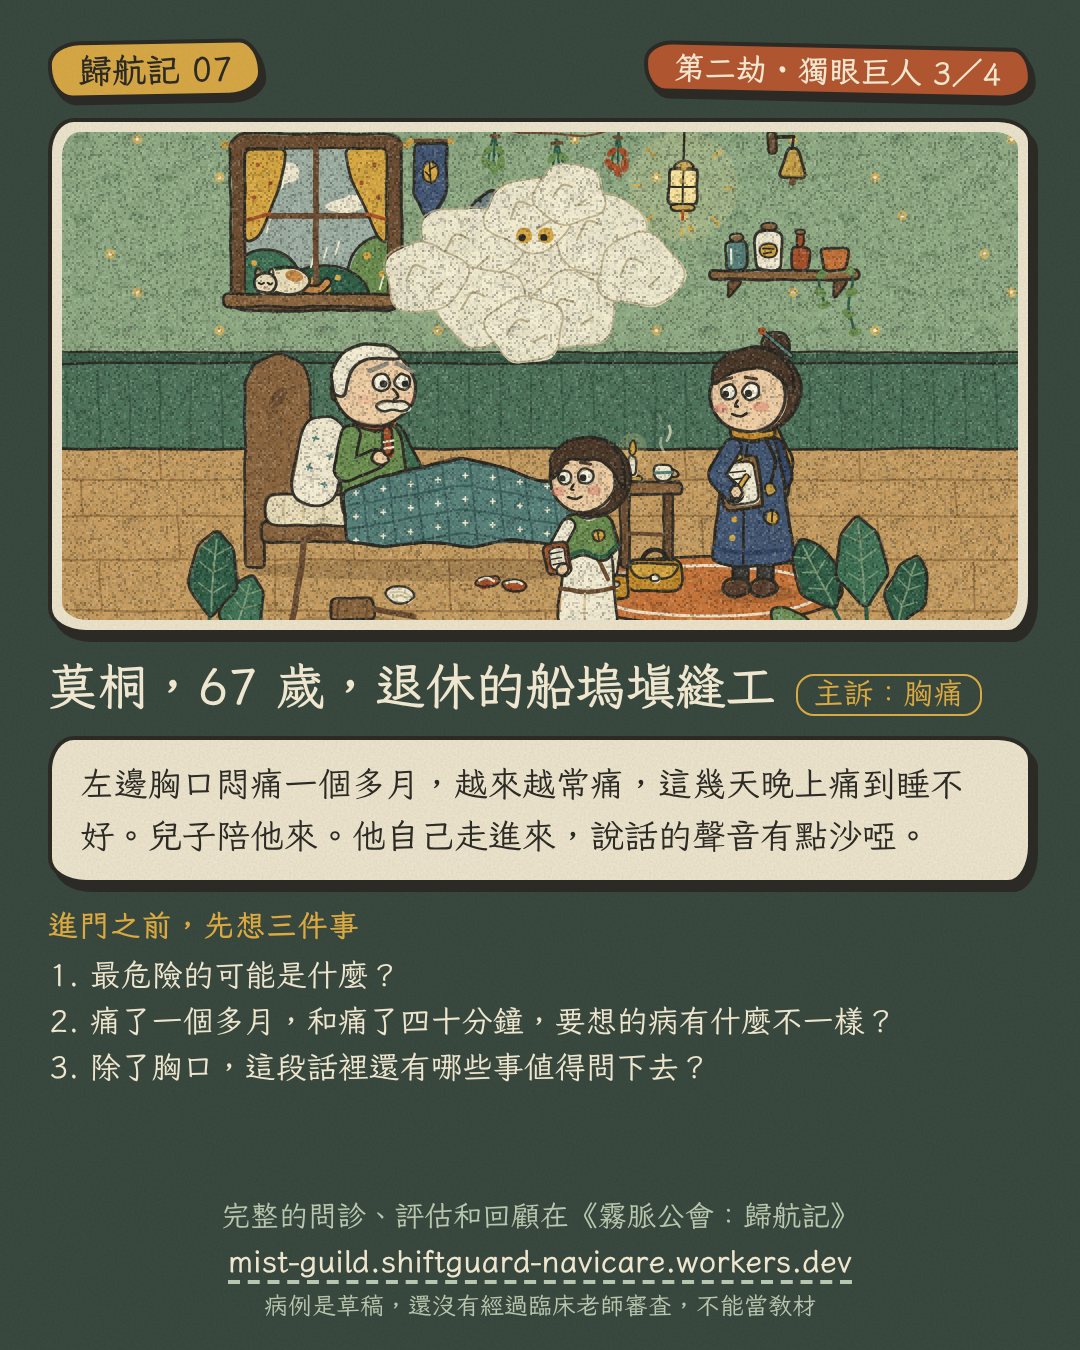 歸航記 07
第二劫・獨眼巨人 3／4
莫桐，67 歲，退休的船塢填縫工
主訴：胸痛
左邊胸口悶痛一個多月，越來越常痛，這幾天晚上痛到睡不
好。兒子陪他來。他自己走進來，說話的聲音有點沙啞。
進門之前，先想三件事
1. 最危險的可能是什麼？
2. 痛了一個多月，和痛了四十分鐘，要想的病有什麼不一樣？
3. 除了胸口，這段話裡還有哪些事值得問下去？
完整的問診、評估和回顧在《霧脈公會：歸航記》
mist-guild.shiftguard-navicare.workers.dev
病例是草稿，還沒有經過臨床老師審查，不能當教材